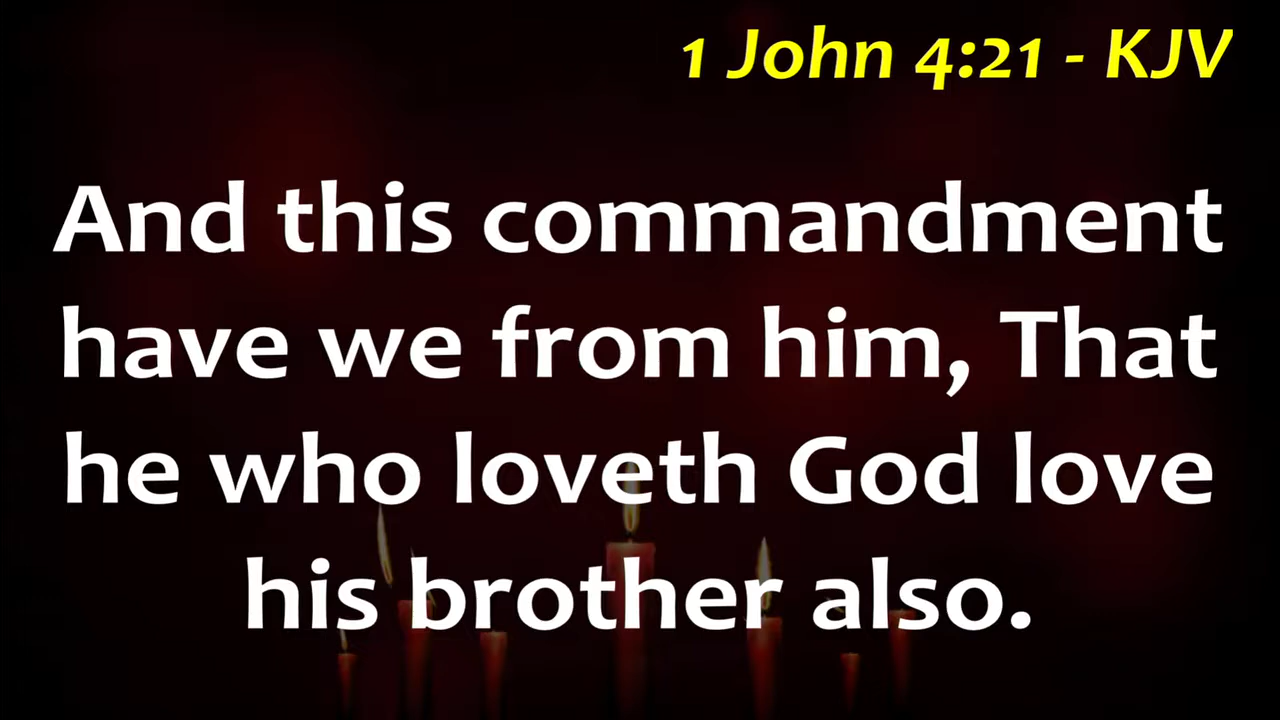 1 John 4:21 - KJV
And this commandment
have we from him, That
he who loveth God love
his brother also.